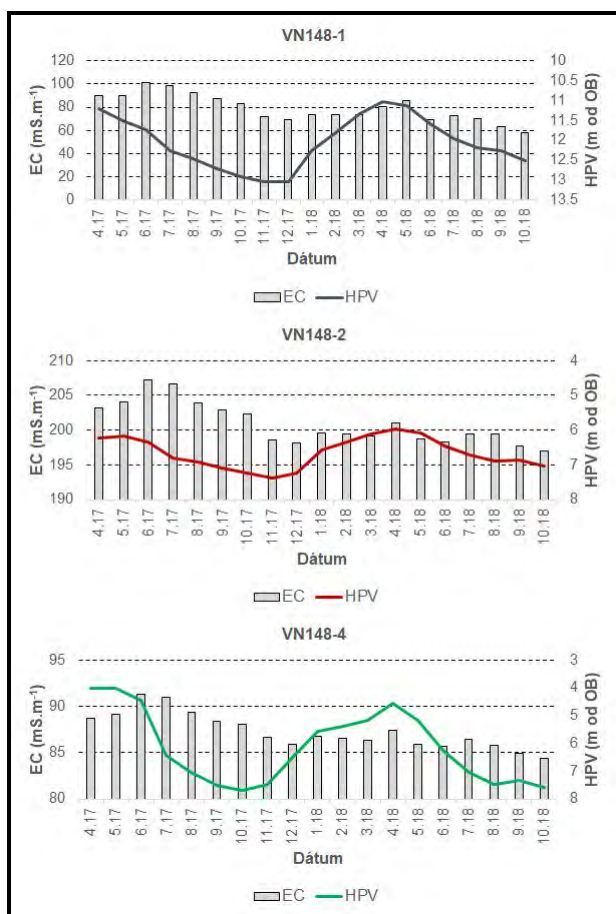 VN148-1
EC (mS.m⁻¹)
120
100
80
60
40
20
0
HPV (m od OB)
10
10.5
11
11.5
12
12.5
13
13.5
4.17 5.17 6.17 7.17 8.17 9.17 10.17 11.17 12.17 1.18 2.18 3.18 4.18 5.18 6.18 7.18 8.18 9.18 10.18
Dátum
EC HPV
VN148-2
EC (mS.m⁻¹)
210
205
200
195
190
HPV (m od OB)
4
5
6
7
8
4.17 5.17 6.17 7.17 8.17 9.17 10.17 11.17 12.17 1.18 2.18 3.18 4.18 5.18 6.18 7.18 8.18 9.18 10.18
Dátum
EC HPV
VN148-4
EC (mS.m⁻¹)
95
90
85
80
HPV (m od OB)
3
4
5
6
7
8
4.17 5.17 6.17 7.17 8.17 9.17 10.17 11.17 12.17 1.18 2.18 3.18 4.18 5.18 6.18 7.18 8.18 9.18 10.18
Dátum
EC HPV